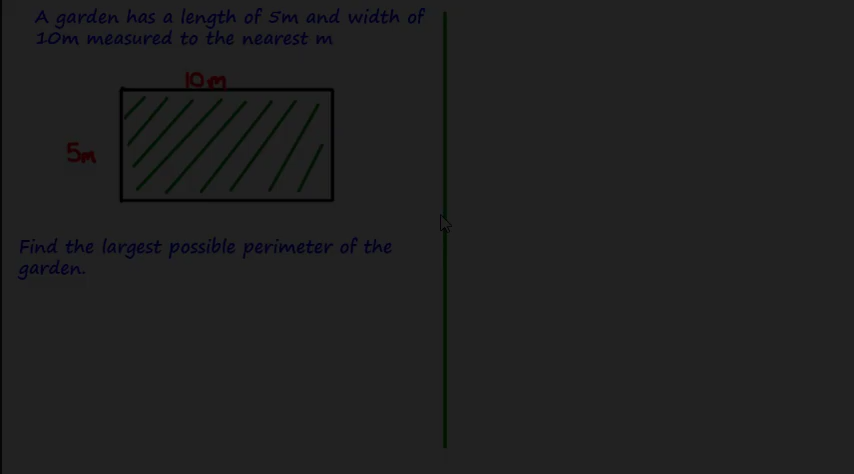 A garden has a length of 5m and width of
10m measured to the nearest m
10m
5m
Find the largest possible perimeter of the
garden.